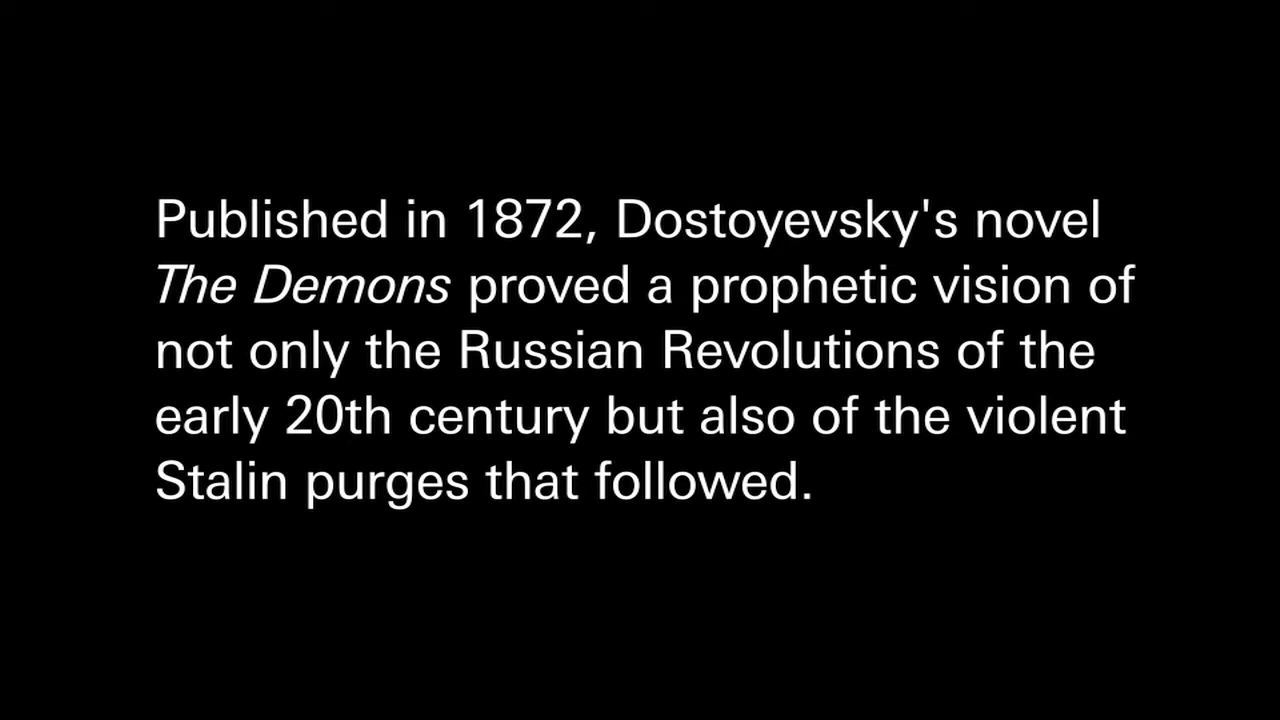 Published in 1872, Dostoyevsky's novel
The Demons proved a prophetic vision of
not only the Russian Revolutions of the
early 20th century but also of the violent
Stalin purges that followed.